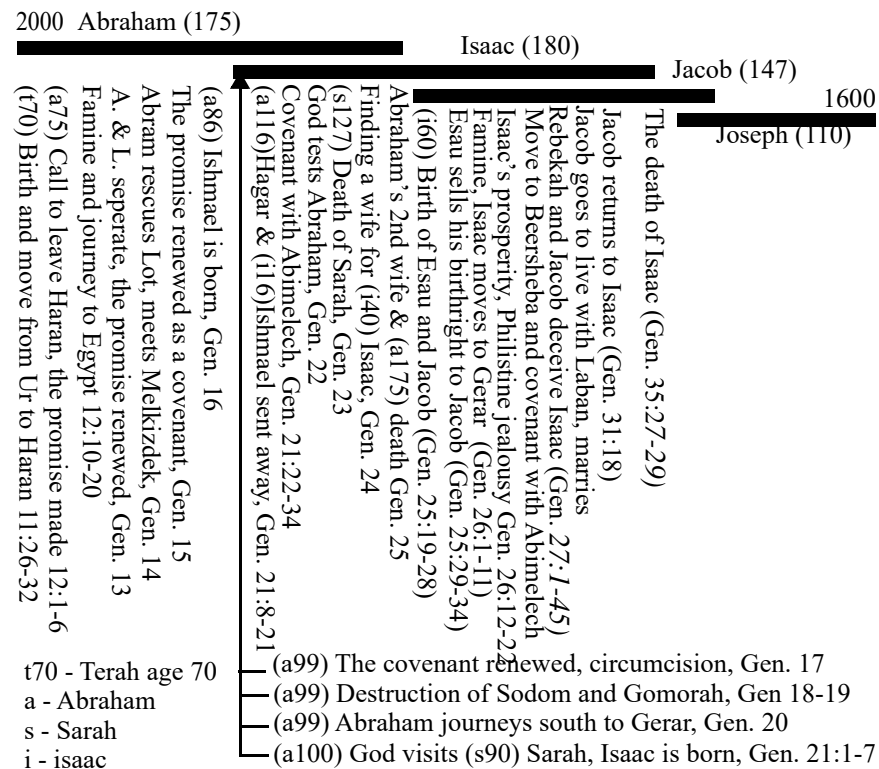 2000 Abraham (175)
Isaac (180)
Jacob (147)
1600
Joseph (110)
(t70) Birth and move from Ur to Haran 11:26-32
(a75) Call to leave Haran, the promise made 12:1-6
Famine and journey to Egypt 12:10-20
A. & L. seperate, the promise renewed, Gen. 13
Abram rescues Lot, meets Melkizdek, Gen. 14
The promise renewed as a covenant, Gen. 15
(a86) Ishmael is born, Gen. 16
(a116)Hagar & (i16)Ishmael sent away, Gen. 21:8-21
Covenant with Abimelech, Gen. 21:22-34
God tests Abraham, Gen. 22
(s127) Death of Sarah, Gen. 23
Finding a wife for (i40) Isaac, Gen. 24
Abraham's 2nd wife & (a175) death Gen. 25
(i60) Birth of Esau and Jacob (Gen. 25:19-28)
Esau sells his birthright to Jacob (Gen. 25:29-34)
Famine, Isaac moves to Gerar (Gen. 26:1-11)
Isaac's prosperity, Philistine jealousy Gen. 26:12-22
Move to Beersheba and covenant with Abimelech
Rebekah and Jacob deceive Isaac (Gen. 27:1-45)
Jacob goes to live with Laban, marries
Jacob returns to Isaac (Gen. 31:18)
The death of Isaac (Gen. 35:27-29)
t70 - Terah age 70
a - Abraham
s - Sarah
i - isaac
(a99) The covenant renewed, circumcision, Gen. 17
(a99) Destruction of Sodom and Gomorah, Gen 18-19
(a99) Abraham journeys south to Gerar, Gen. 20
(a100) God visits (s90) Sarah, Isaac is born, Gen. 21:1-7